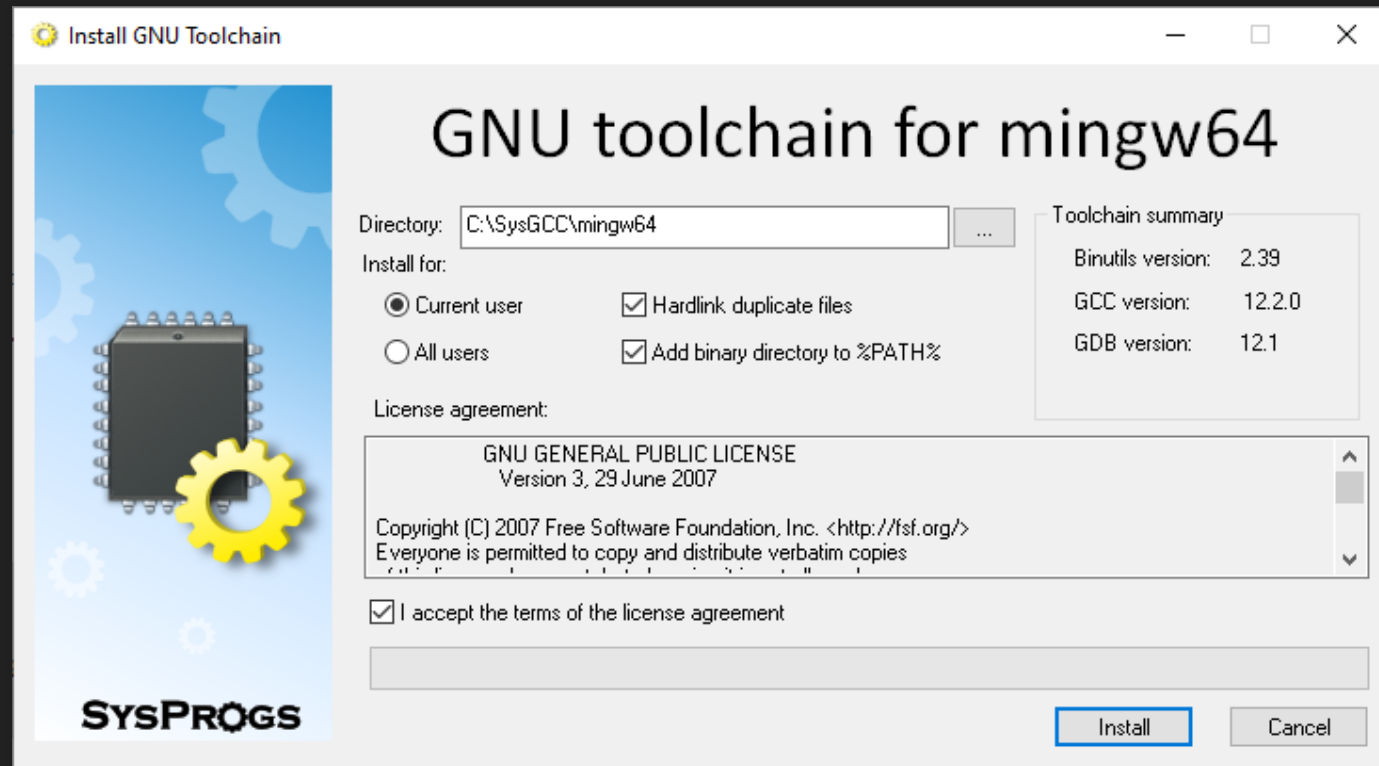 Install GNU Toolchain
GNU toolchain for mingw64
Directory:
C:\SysGCC\mingw64
...
Install for:
Current user
Hardlink duplicate files
All users
Add binary directory to %PATH%
Toolchain summary
Binutils version: 2.39
GCC version: 12.2.0
GDB version: 12.1
License agreement:
GNU GENERAL PUBLIC LICENSE
Version 3, 29 June 2007
Copyright (C) 2007 Free Software Foundation, Inc. <http://fsf.org/>
Everyone is permitted to copy and distribute verbatim copies
I accept the terms of the license agreement
SYSPROGS
Install
Cancel